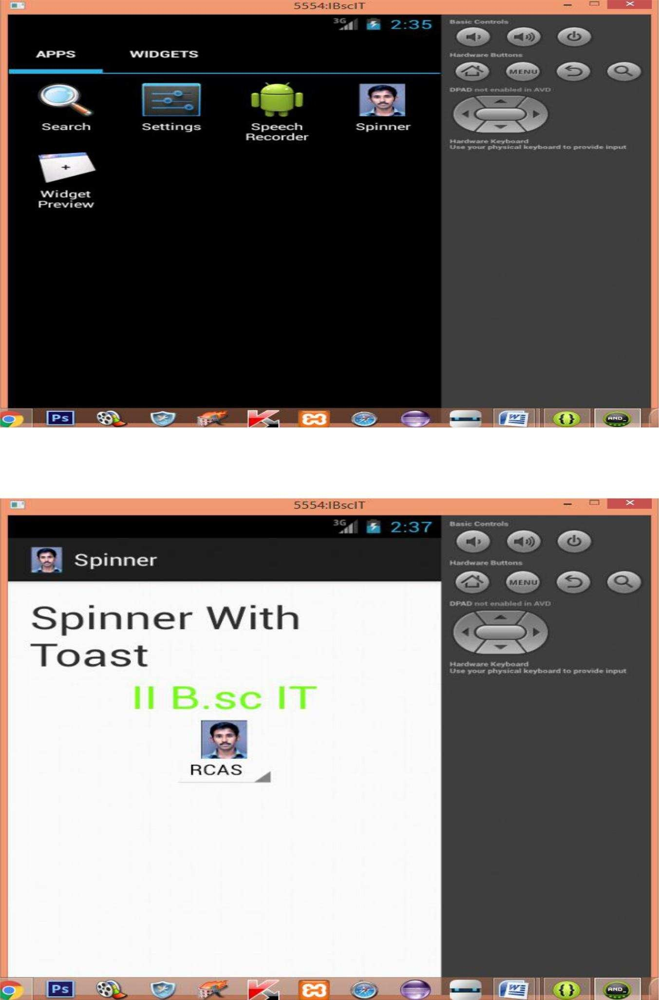 5554:IBscIT
3G 2:35
APPS WIDGETS
Search Settings Speech Recorder Spinner
Widget Preview
Basic Controls
Hardware Buttons
MENU
DPAD not enabled in AVD
Hardware Keyboard
Use your physical keyboard to provide input
Ps W {} AND_
5554:IBscIT
3G 2:37
Spinner
Spinner With
Toast
II B.sc IT
RCAS
Basic Controls
Hardware Buttons
MENU
DPAD not enabled in AVD
Hardware Keyboard
Use your physical keyboard to provide input
Ps W {} AND_